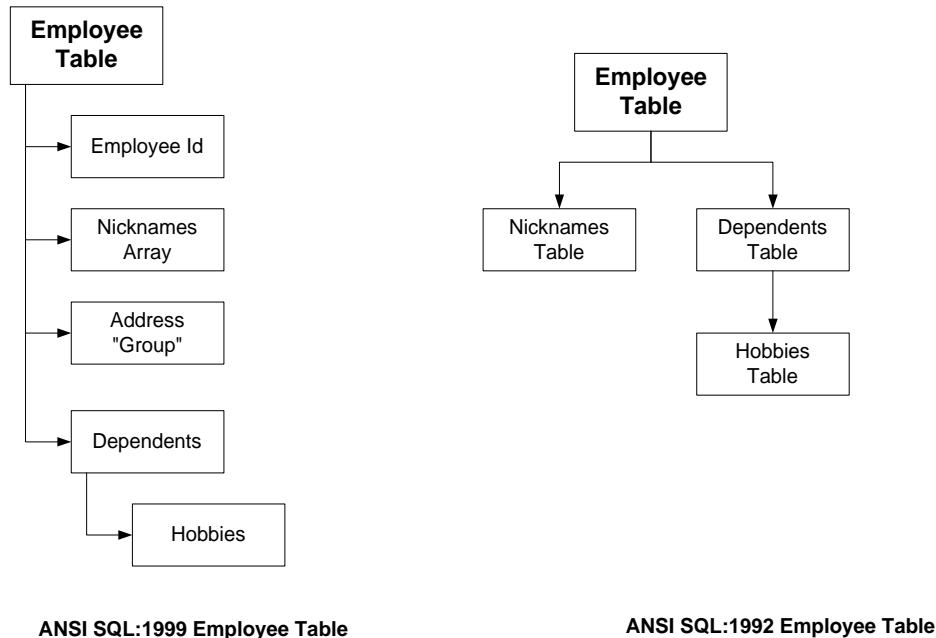 Employee
Table
Employee Id
Nicknames
Array
Address
"Group"
Dependents
Hobbies
ANSI SQL:1999 Employee Table
Employee
Table
Nicknames
Table
Dependents
Table
Hobbies
Table
ANSI SQL:1992 Employee Table